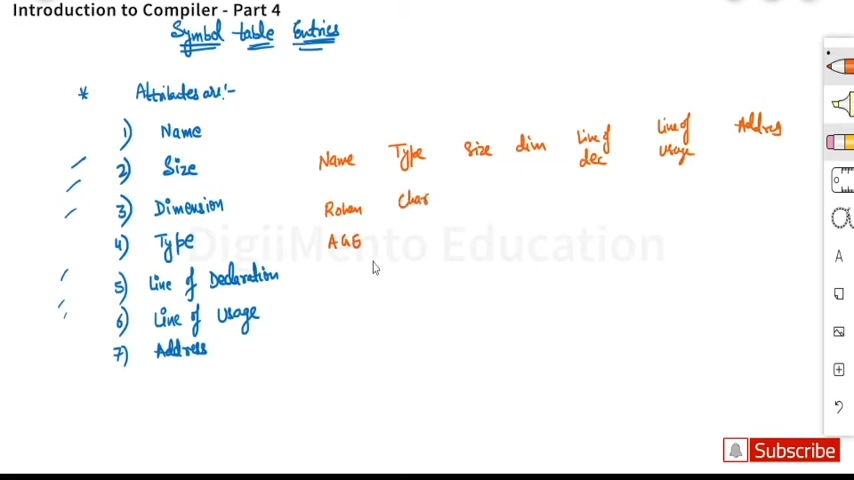 Introduction to Compiler - Part 4
Symbol table Entries
* Attributes are:-
1) Name
2) Size
3) Dimension
4) Type
5) Line of Declaration
6) Line of Usage
7) Address
Name Type Size dim Line of dec Line of usage Addres
Rohan Char
AGE
DigiiMento Education
A
Subscribe